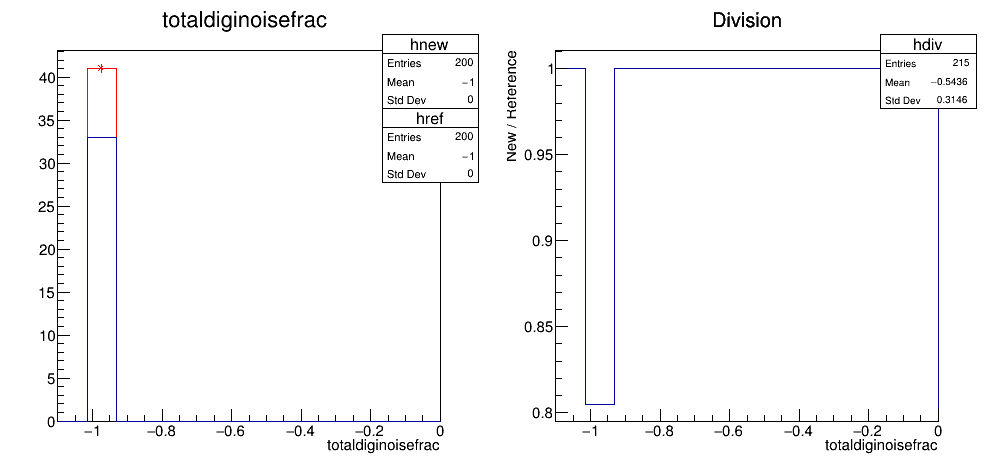 totaldiginoisefrac
hnew
Entries 200
Mean −1
Std Dev 0
href
Entries 200
Mean −1
Std Dev 0
40
35
30
25
20
15
10
5
0
−1 −0.8 −0.6 −0.4 −0.2 0
totaldiginoisefrac
Division
hdiv
Entries 215
Mean −0.5436
Std Dev 0.3146
New / Reference
1
0.95
0.9
0.85
0.8
−1 −0.8 −0.6 −0.4 −0.2 0
totaldiginoisefrac